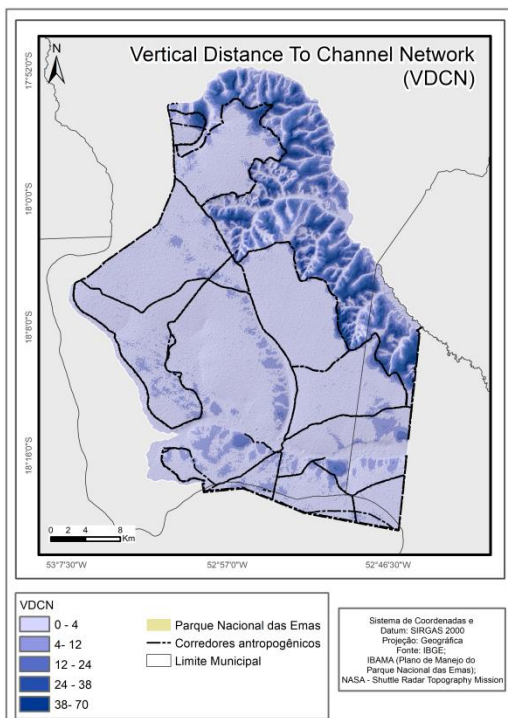 Vertical Distance To Channel Network
(VDCN)
N
17°52'0"S
18°0'0"S
18°8'0"S
18°16'0"S
0 2 4 8
Km
53°7'30"W
52°57'0"W
52°46'30"W
VDCN
0 - 4
4- 12
12 - 24
24 - 38
38- 70
Parque Nacional das Emas
Corredores antropogênicos
Limite Municipal
Sistema de Coordenadas e
Datum: SIRGAS 2000
Projeção: Geográfica
Fonte: IBGE;
IBAMA (Plano de Manejo do
Parque Nacional das Emas);
NASA - Shuttle Radar Topography Mission